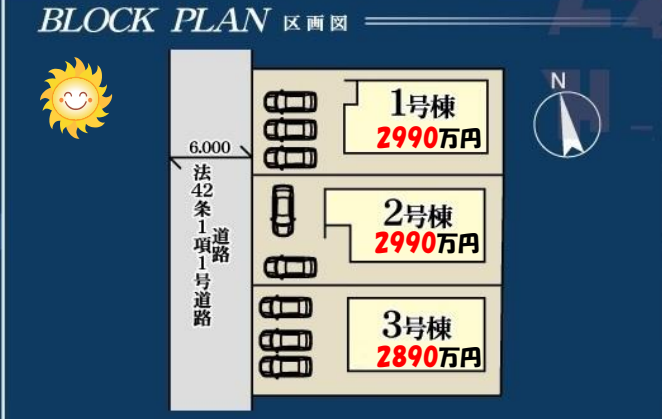 BLOCK PLAN 区画図
N
1号棟
2990万円
6.000
法42条1項1号道路
道路
2号棟
2990万円
3号棟
2890万円